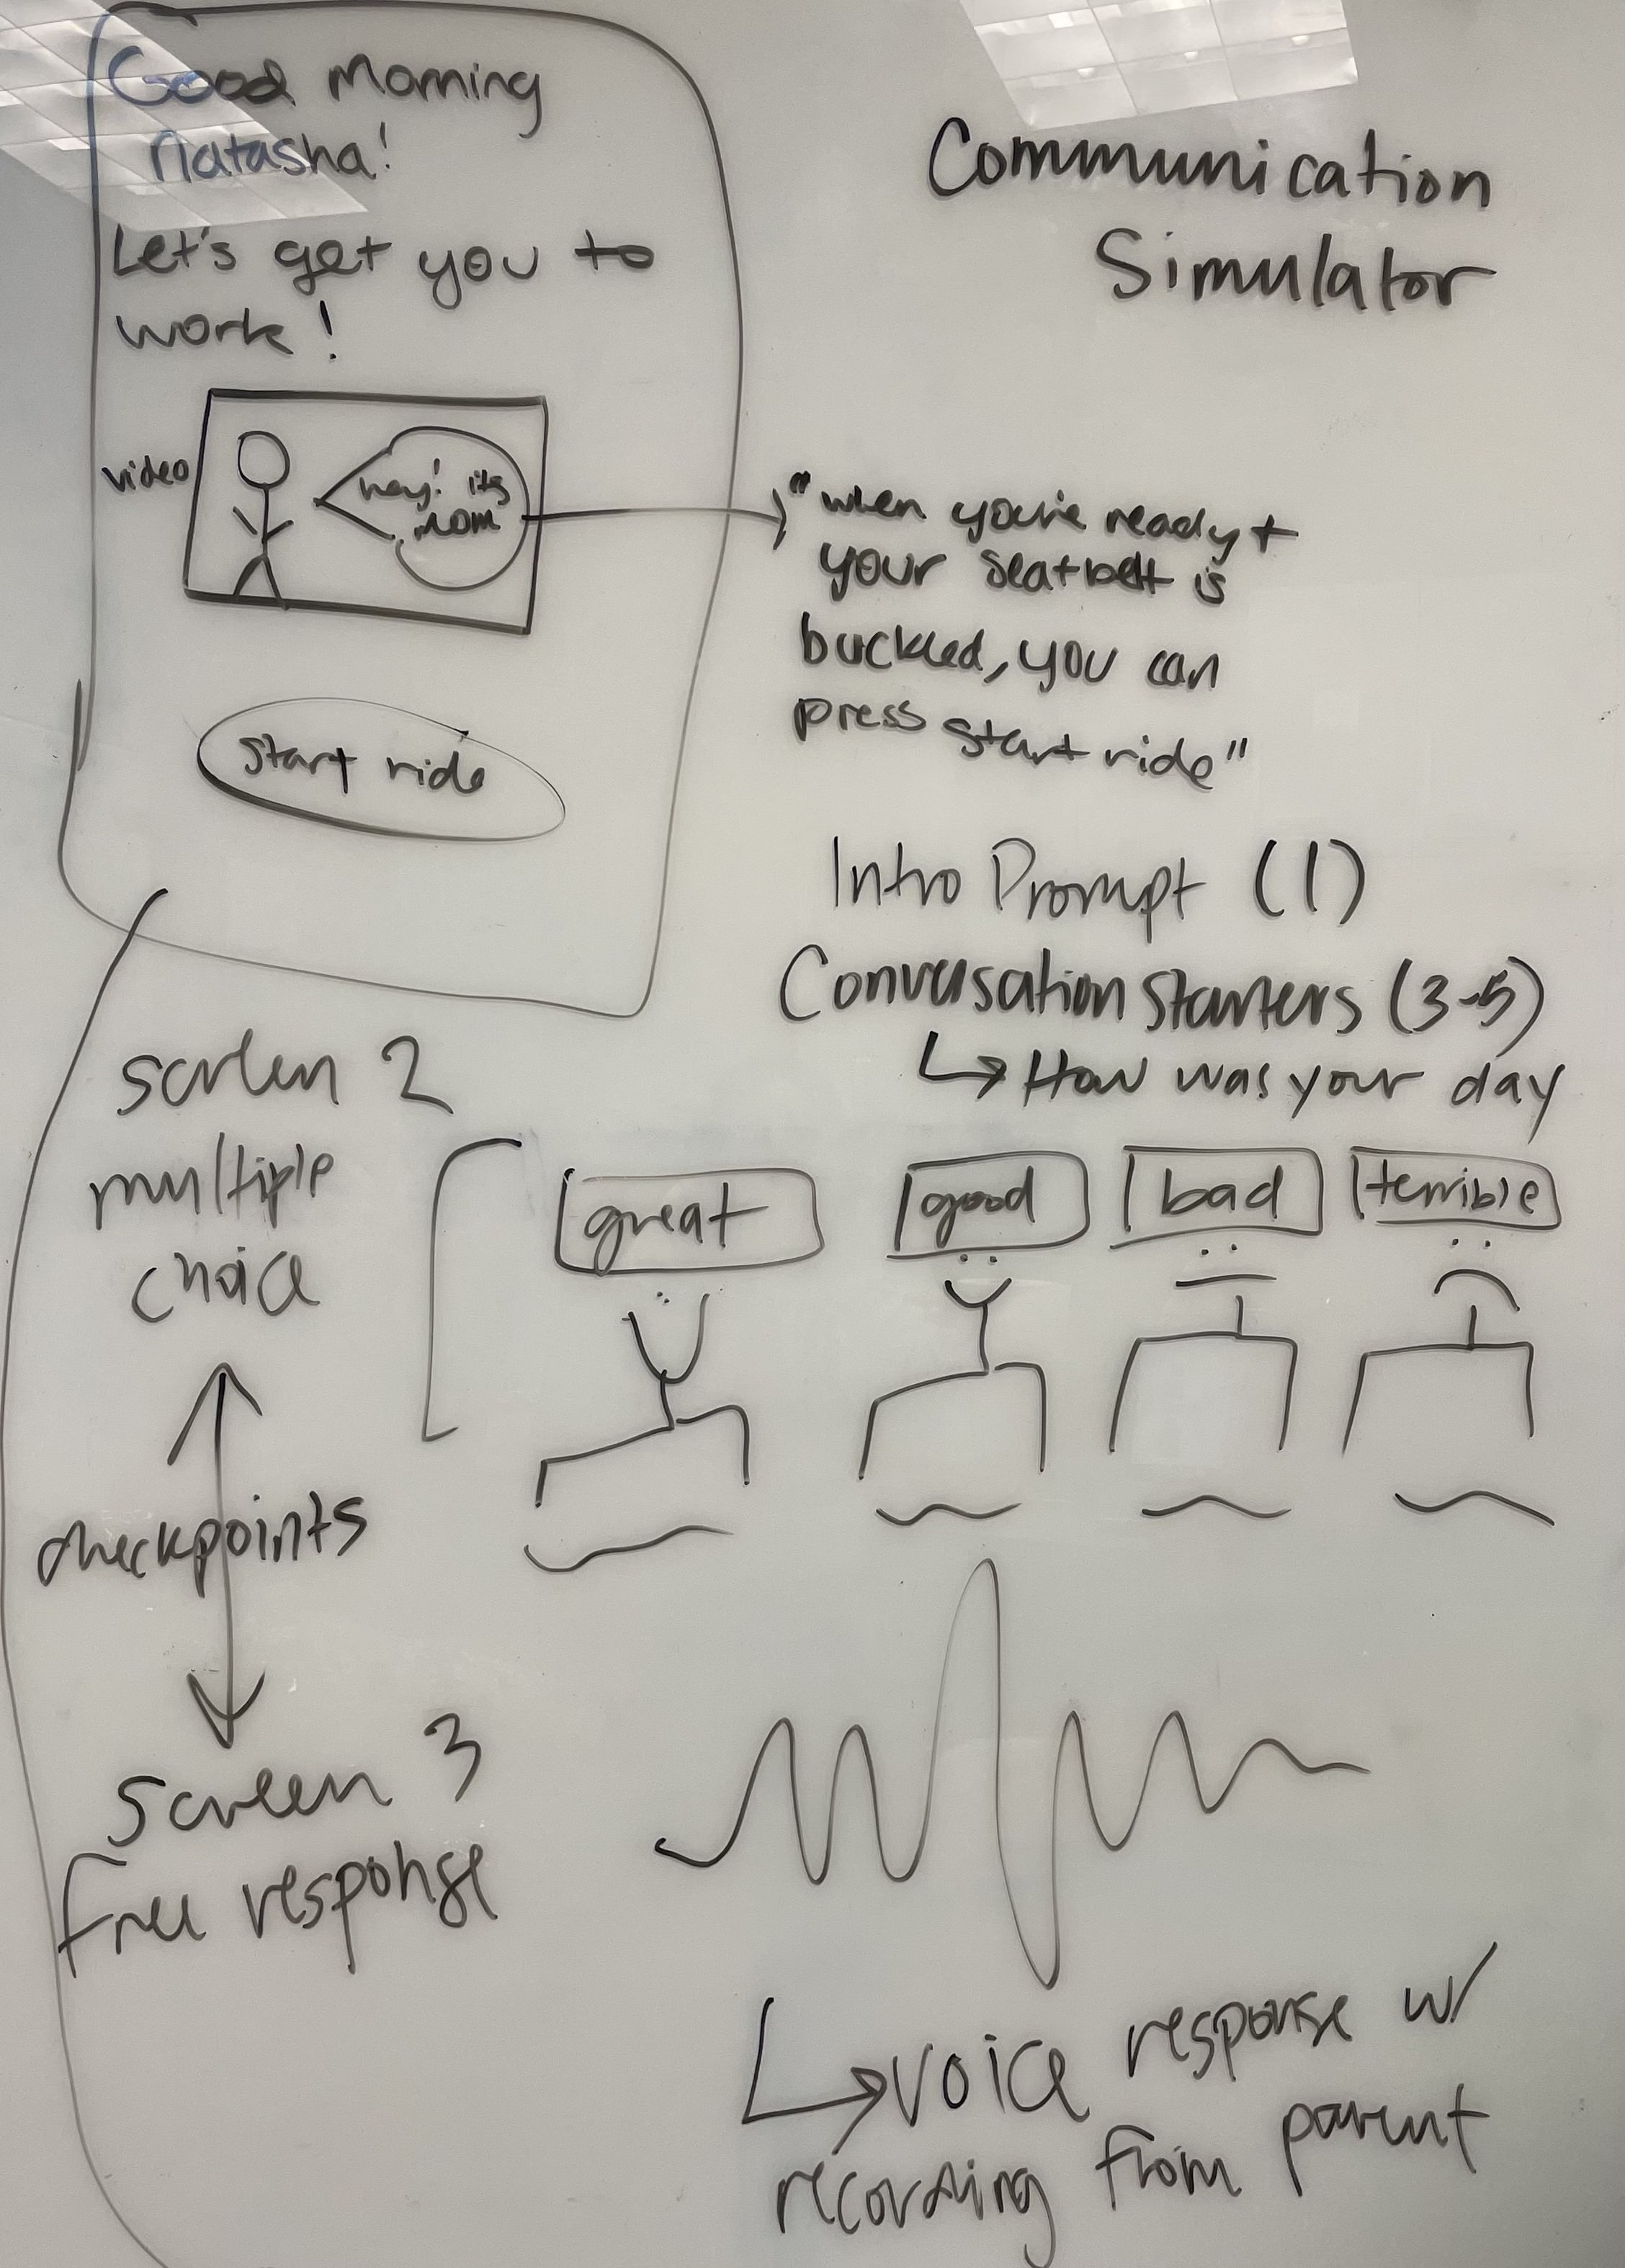 Good Morning
Natasha!
Let's get you to
work!
video
hey! its
mom
"when you're ready +
your seatbelt is
buckled, you can
press start ride"
start ride
Communication
Simulator
Intro Prompt (1)
Conversation Starters (3-5)
How was your day
screen 2
multiple
choice
great
good
bad
terrible
checkpoints
screen 3
free response
voice response w/
recording from parent